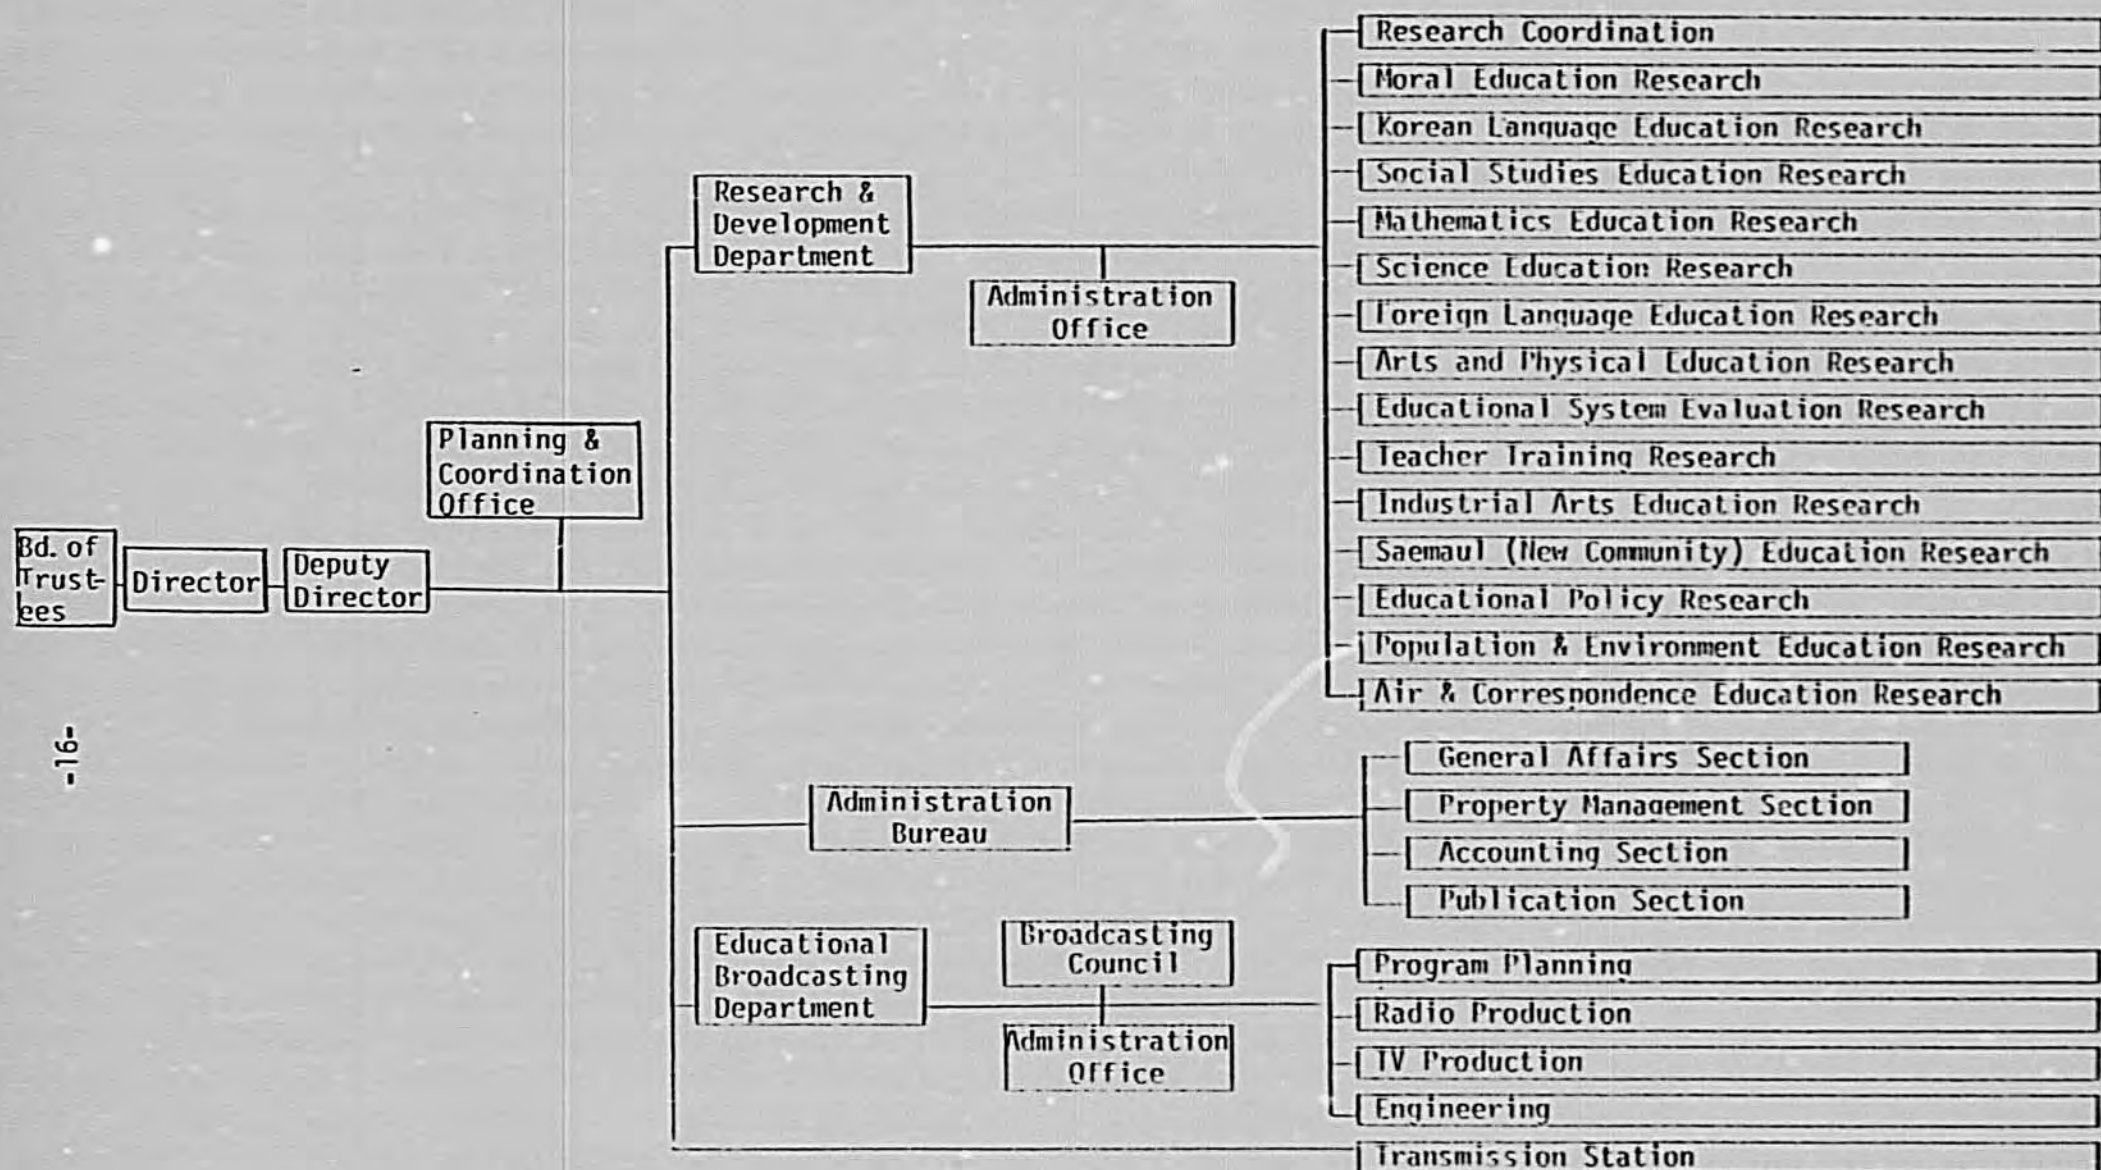 Bd. of
Trust-
ees
Director
Deputy
Director
Planning &
Coordination
Office
Research &
Development
Department
Administration
Office
Research Coordination
Moral Education Research
Korean Language Education Research
Social Studies Education Research
Mathematics Education Research
Science Education Research
Foreign Language Education Research
Arts and Physical Education Research
Educational System Evaluation Research
Teacher Training Research
Industrial Arts Education Research
Saemaul (New Community) Education Research
Educational Policy Research
Population & Environment Education Research
Air & Correspondence Education Research
Administration
Bureau
General Affairs Section
Property Management Section
Accounting Section
Publication Section
Educational
Broadcasting
Department
Broadcasting
Council
Administration
Office
Program Planning
Radio Production
TV Production
Engineering
Transmission Station
-16-